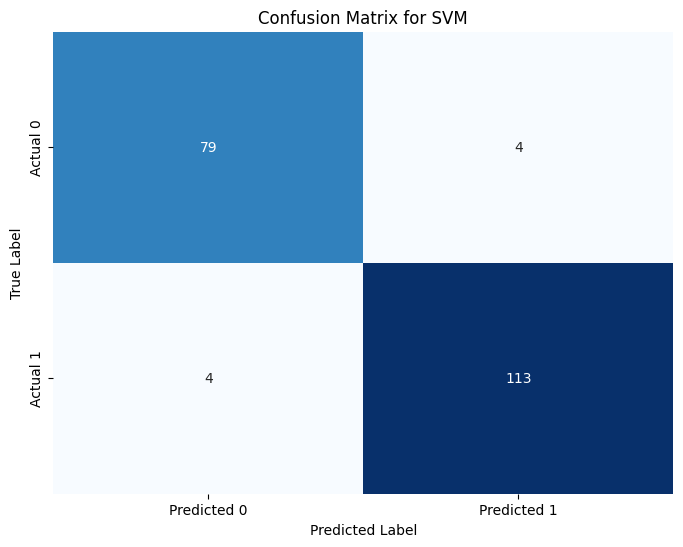 Confusion Matrix for SVM
True Label
Actual 0
79
4
Actual 1
4
113
Predicted 0
Predicted 1
Predicted Label